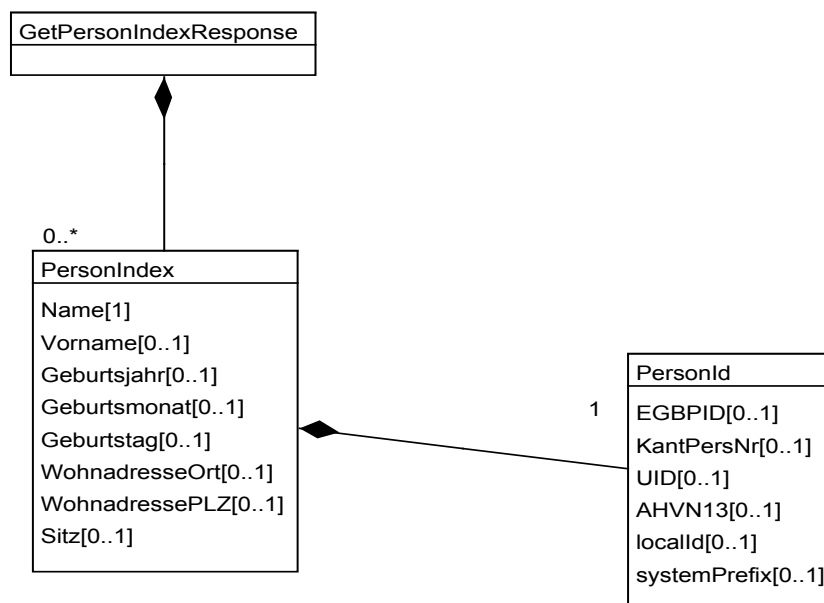 GetPersonIndexResponse
0..*
PersonIndex
Name[1]
Vorname[0..1]
Geburtsjahr[0..1]
Geburtsmonat[0..1]
Geburtstag[0..1]
WohnadresseOrt[0..1]
WohnadressePLZ[0..1]
Sitz[0..1]
1
PersonId
EGBPID[0..1]
KantPersNr[0..1]
UID[0..1]
AHVN13[0..1]
localId[0..1]
systemPrefix[0..1]